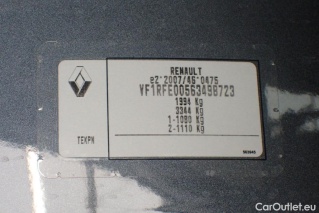 RENAULT
e2*2007/46*0475
VF1RFE00563498723
1994 Kg
3344 Kg
1-1090 Kg
2-1110 Kg
TEKPN
CarOutlet.eu